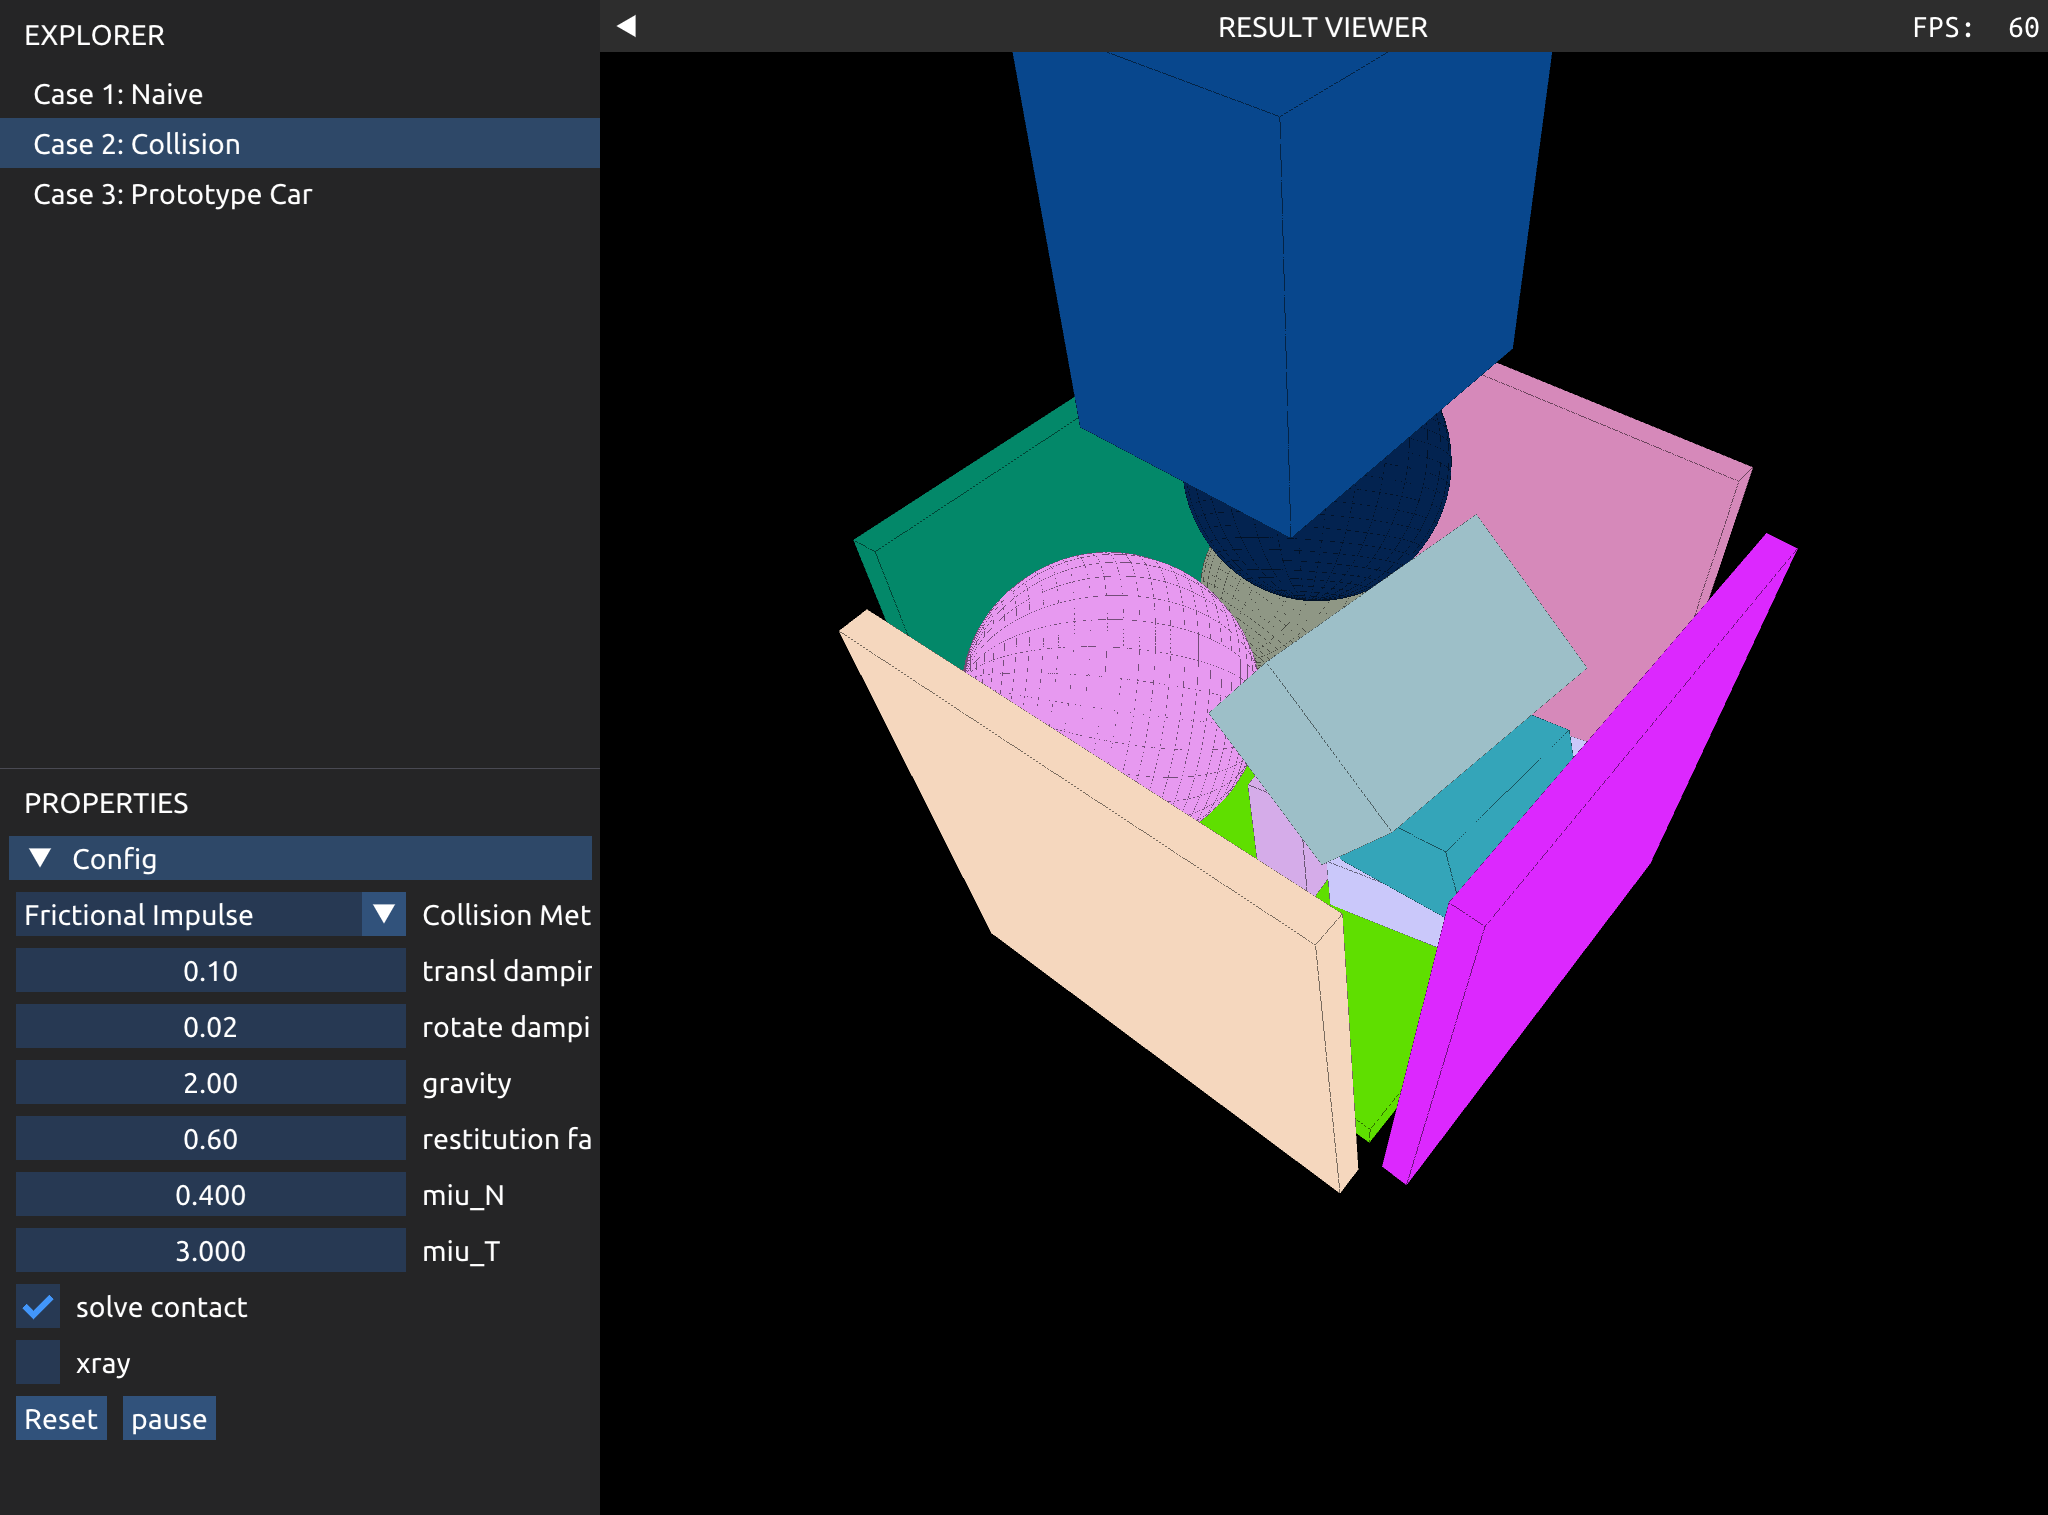 EXPLORER
Case 1: Naive
Case 2: Collision
Case 3: Prototype Car
PROPERTIES
Config
Frictional Impulse Collision Met
0.10 transl dampin
0.02 rotate dampi
2.00 gravity
0.60 restitution fa
0.400 miu_N
3.000 miu_T
solve contact
xray
Reset pause
RESULT VIEWER FPS: 60